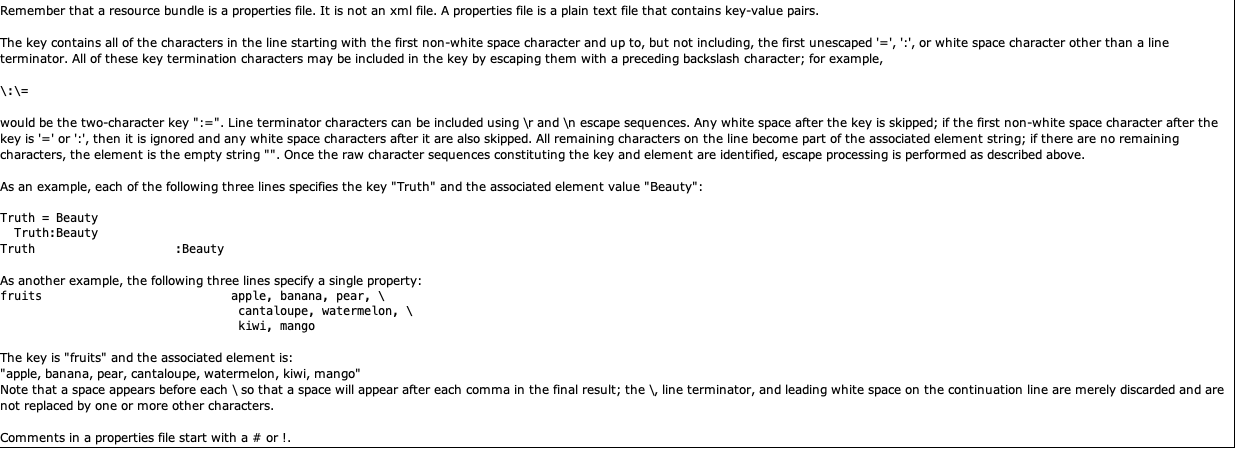 Remember that a resource bundle is a properties file. It is not an xml file. A properties file is a plain text file that contains key-value pairs.
The key contains all of the characters in the line starting with the first non-white space character and up to, but not including, the first unescaped '=', ':', or white space character other than a line
terminator. All of these key termination characters may be included in the key by escaping them with a preceding backslash character; for example,
\:\=
would be the two-character key ":=". Line terminator characters can be included using \r and \n escape sequences. Any white space after the key is skipped; if the first non-white space character after the
key is '=' or ':', then it is ignored and any white space characters after it are also skipped. All remaining characters on the line become part of the associated element string; if there are no remaining
characters, the element is the empty string "". Once the raw character sequences constituting the key and element are identified, escape processing is performed as described above.
As an example, each of the following three lines specifies the key "Truth" and the associated element value "Beauty":
Truth = Beauty
Truth:Beauty
Truth :Beauty
As another example, the following three lines specify a single property:
fruits apple, banana, pear, \
cantaloupe, watermelon, \
kiwi, mango
The key is "fruits" and the associated element is:
"apple, banana, pear, cantaloupe, watermelon, kiwi, mango"
Note that a space appears before each \ so that a space will appear after each comma in the final result; the \, line terminator, and leading white space on the continuation line are merely discarded and are
not replaced by one or more other characters.
Comments in a properties file start with a # or !.